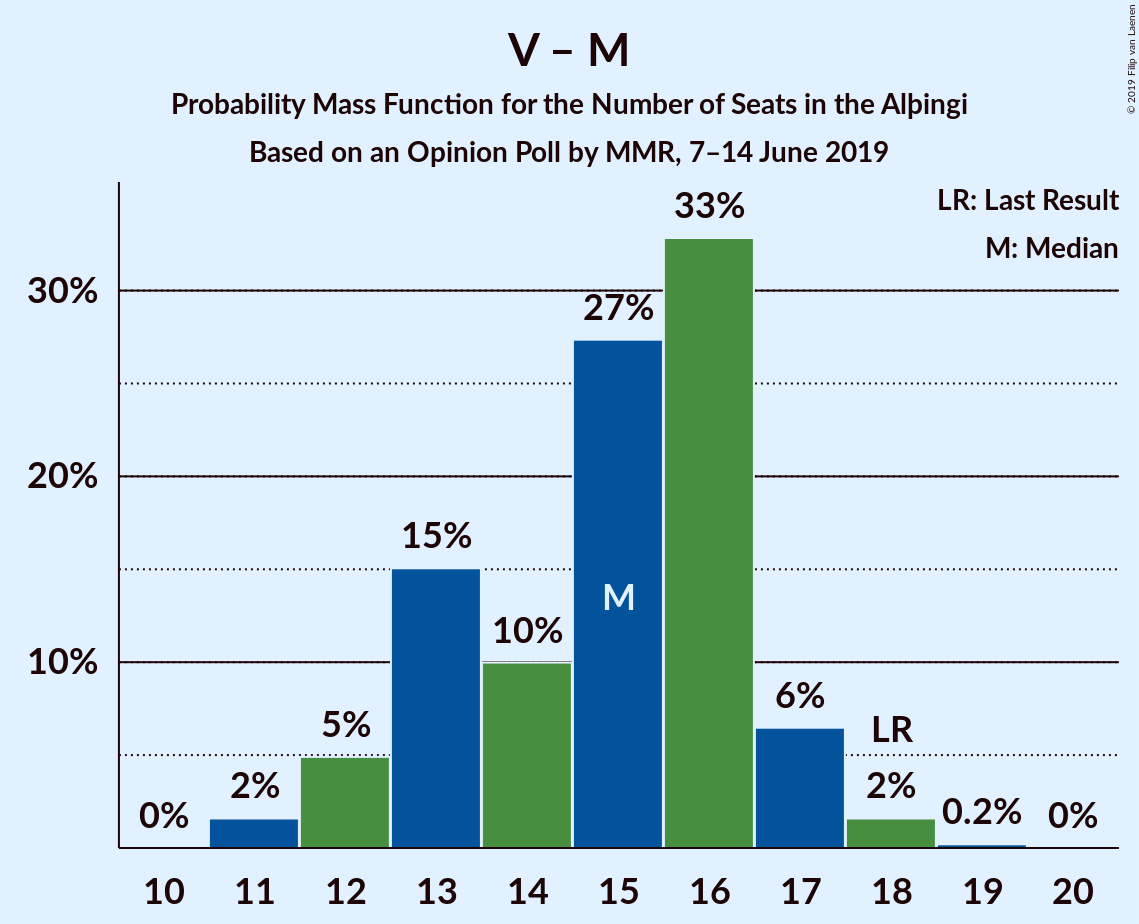 V – M
Probability Mass Function for the Number of Seats in the Alþingi
Based on an Opinion Poll by MMR, 7–14 June 2019
© 2019 Filip van Laenen
LR: Last Result
M: Median
30%
20%
10%
0%
2%
5%
15%
10%
27%
M
33%
6%
LR
2%
0.2%
0%
10 11 12 13 14 15 16 17 18 19 20